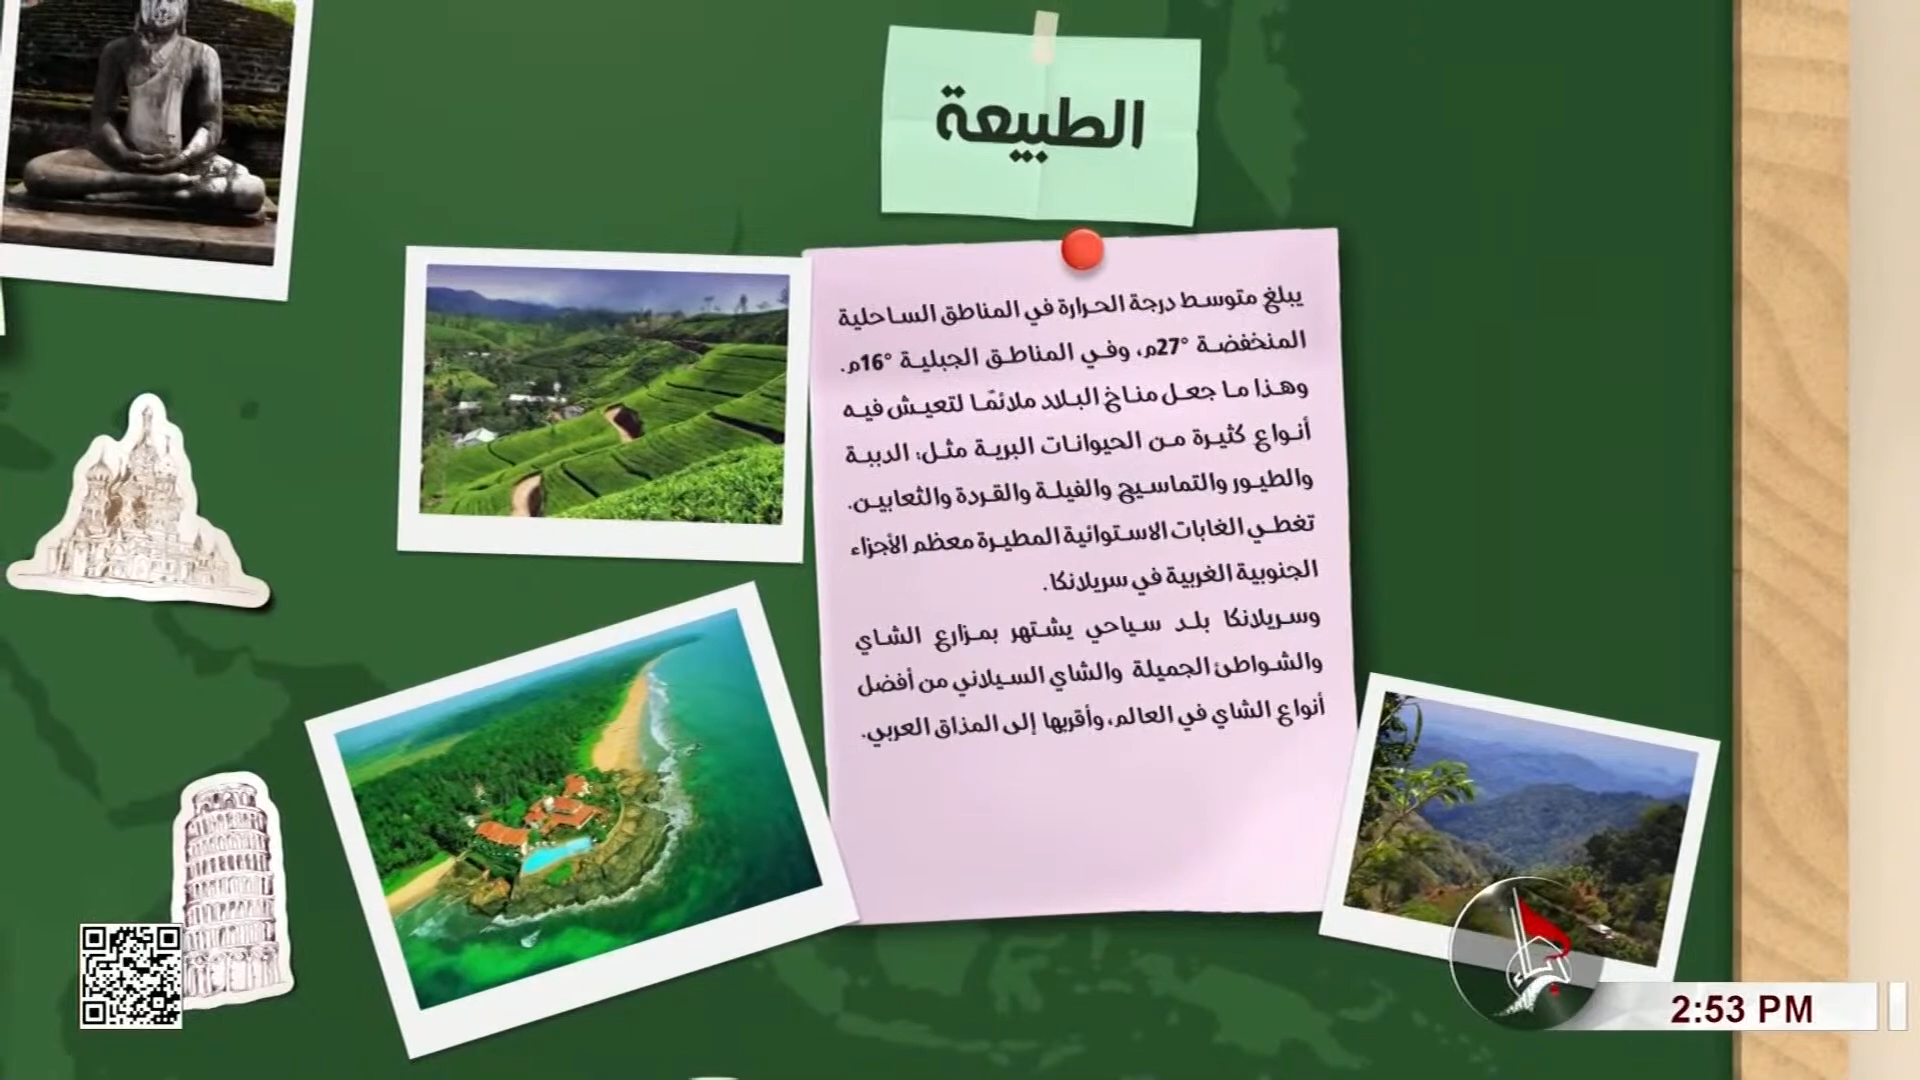 الطبيعة
يبلغ متوسط درجة الحرارة في المناطق الساحلية
المنخفضة °27م، وفي المناطق الجبلية °16م.
وهذا ما جعل مناخ البلاد ملائمًا لتعيش فيه
أنواع كثيرة من الحيوانات البرية مثل: الدببة
والطيور والتماسيح والفيلة والقردة والثعابين.
تغطي الغابات الاستوائية المطيرة معظم الأجزاء
الجنوبية الغربية في سريلانكا.
وسريلانكا بلد سياحي يشتهر بمزارع الشاي
والشواطئ الجميلة والشاي السيلاني من أفضل
أنواع الشاي في العالم، وأقربها إلى المذاق العربي.
2:53 PM